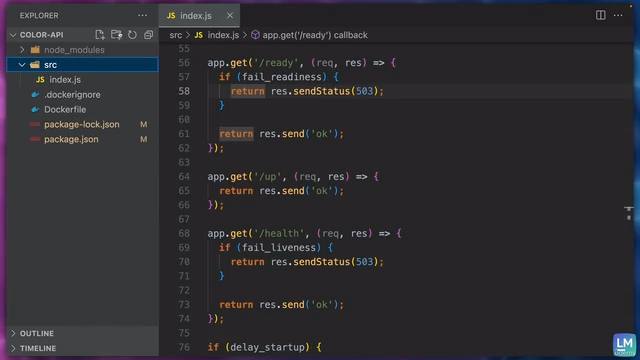 EXPLORER
COLOR-API
node_modules
src
JS index.js
.dockerignore
Dockerfile
package-lock.json M
package.json M
OUTLINE
TIMELINE
JS index.js ×
src > JS index.js > app.get('/ready') callback
55
56 app.get('/ready', (req, res) => {
57 if (fail_readiness) {
58 return res.sendStatus(503);
59 }
60
61 return res.send('ok');
62 });
63
64 app.get('/up', (req, res) => {
65 return res.send('ok');
66 });
67
68 app.get('/health', (req, res) => {
69 if (fail_liveness) {
70 return res.sendStatus(503);
71 }
72
73 return res.send('ok');
74 });
75
76 if (delay_startup) {
LM